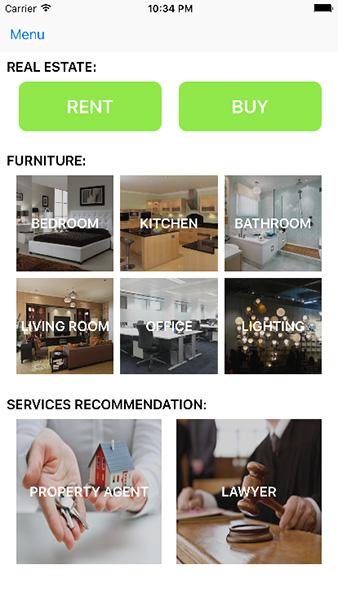 Carrier 10:34 PM
Menu
REAL ESTATE:
RENT BUY
FURNITURE:
BEDROOM KITCHEN BATHROOM
LIVING ROOM OFFICE LIGHTING
SERVICES RECOMMENDATION:
PROPERTY AGENT LAWYER